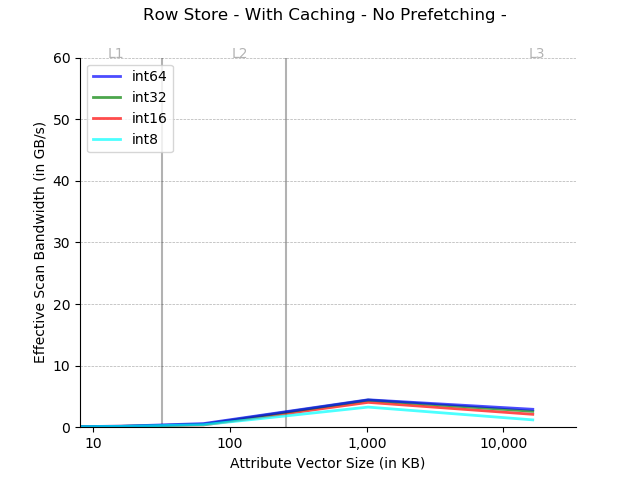 Row Store - With Caching - No Prefetching -
L1 L2 L3
60
50
40
30
20
10
0
Effective Scan Bandwidth (in GB/s)
int64
int32
int16
int8
10 100 1,000 10,000
Attribute Vector Size (in KB)